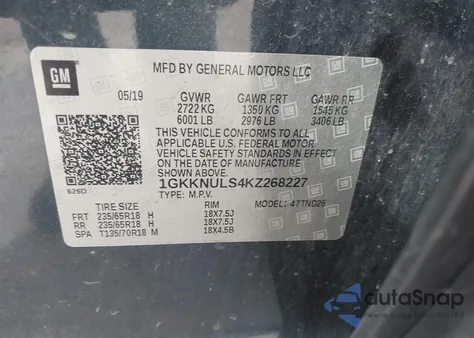 GM
MFD BY GENERAL MOTORS LLC
05/19 GVWR GAWR FRT GAWR RR
2722 KG 1350 KG 1545 KG
6001 LB 2976 LB 3406 LB
THIS VEHICLE CONFORMS TO ALL
APPLICABLE U.S. FEDERAL MOTOR
VEHICLE SAFETY STANDARDS IN
EFFECT ON THE DATE OF MANUFACTURE
SHOWN ABOVE.
1GKKNULS4KZ268227
626D TYPE: M.P.V. MODEL: 47TND26
TIRE SIZE RIM
FRT 235/65R18 H 18X7.5J
RR 235/65R18 H 18X7.5J
SPA T135/70R18 M 18X4.5B
autoSnap